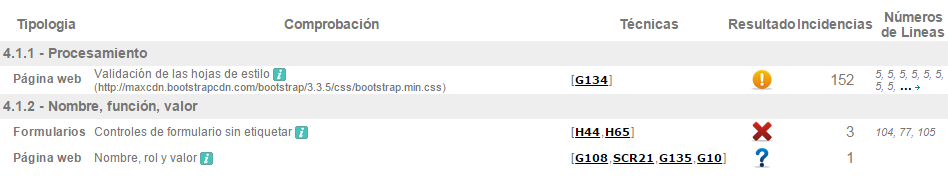 Tipología Comprobación Técnicas Resultado Incidencias Números de Lineas
4.1.1 - Procesamiento
Página web Validación de las hojas de estilo i [G134] ! 152 5, 5, 5, 5, 5, 5,
(http://maxcdn.bootstrapcdn.com/bootstrap/3.3.5/css/bootstrap.min.css) 5, 5, ...
4.1.2 - Nombre, función, valor
Formularios Controles de formulario sin etiquetar i [H44,H65] 3 104, 77, 105
Página web Nombre, rol y valor i [G108,SCR21,G135,G10] ? 1